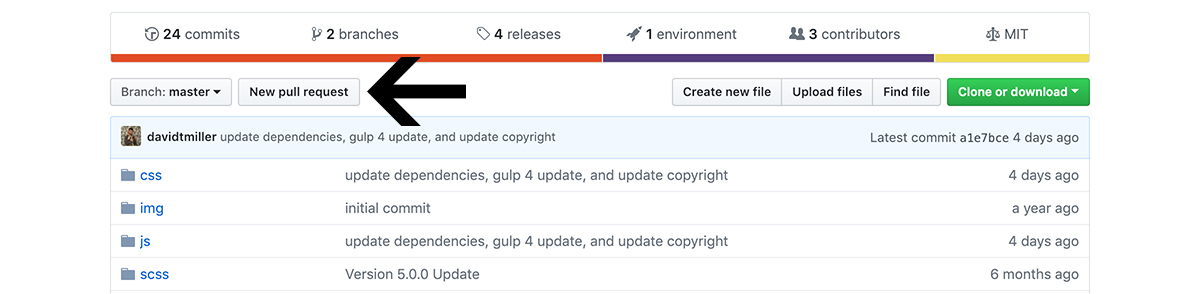 24 commits 2 branches 4 releases 1 environment 3 contributors MIT
Branch: master New pull request Create new file Upload files Find file Clone or download
davidtmiller update dependencies, gulp 4 update, and update copyright Latest commit a1e7bce 4 days ago
css update dependencies, gulp 4 update, and update copyright 4 days ago
img initial commit a year ago
js update dependencies, gulp 4 update, and update copyright 4 days ago
scss Version 5.0.0 Update 6 months ago